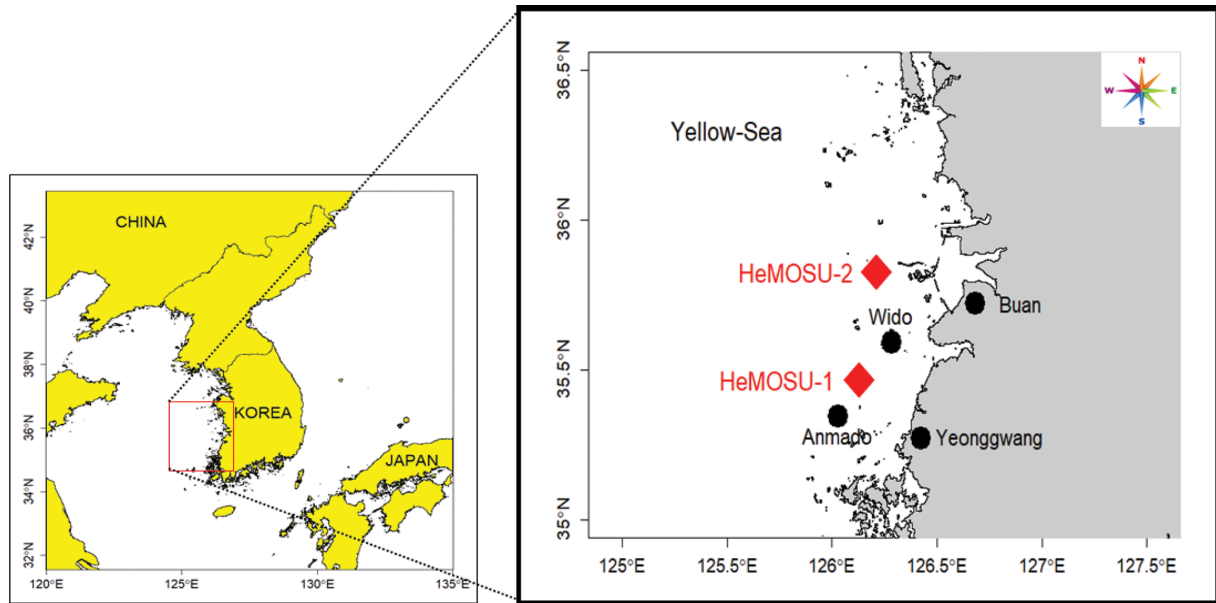 CHINA
KOREA
JAPAN
42°N
40°N
38°N
36°N
34°N
32°N
120°E
125°E
130°E
135°E
N
W
E
S
Yellow-Sea
HeMOSU-2
Buan
Wido
HeMOSU-1
Anmado
Yeonggwang
36.5°N
36°N
35.5°N
35°N
125°E
125.5°E
126°E
126.5°E
127°E
127.5°E